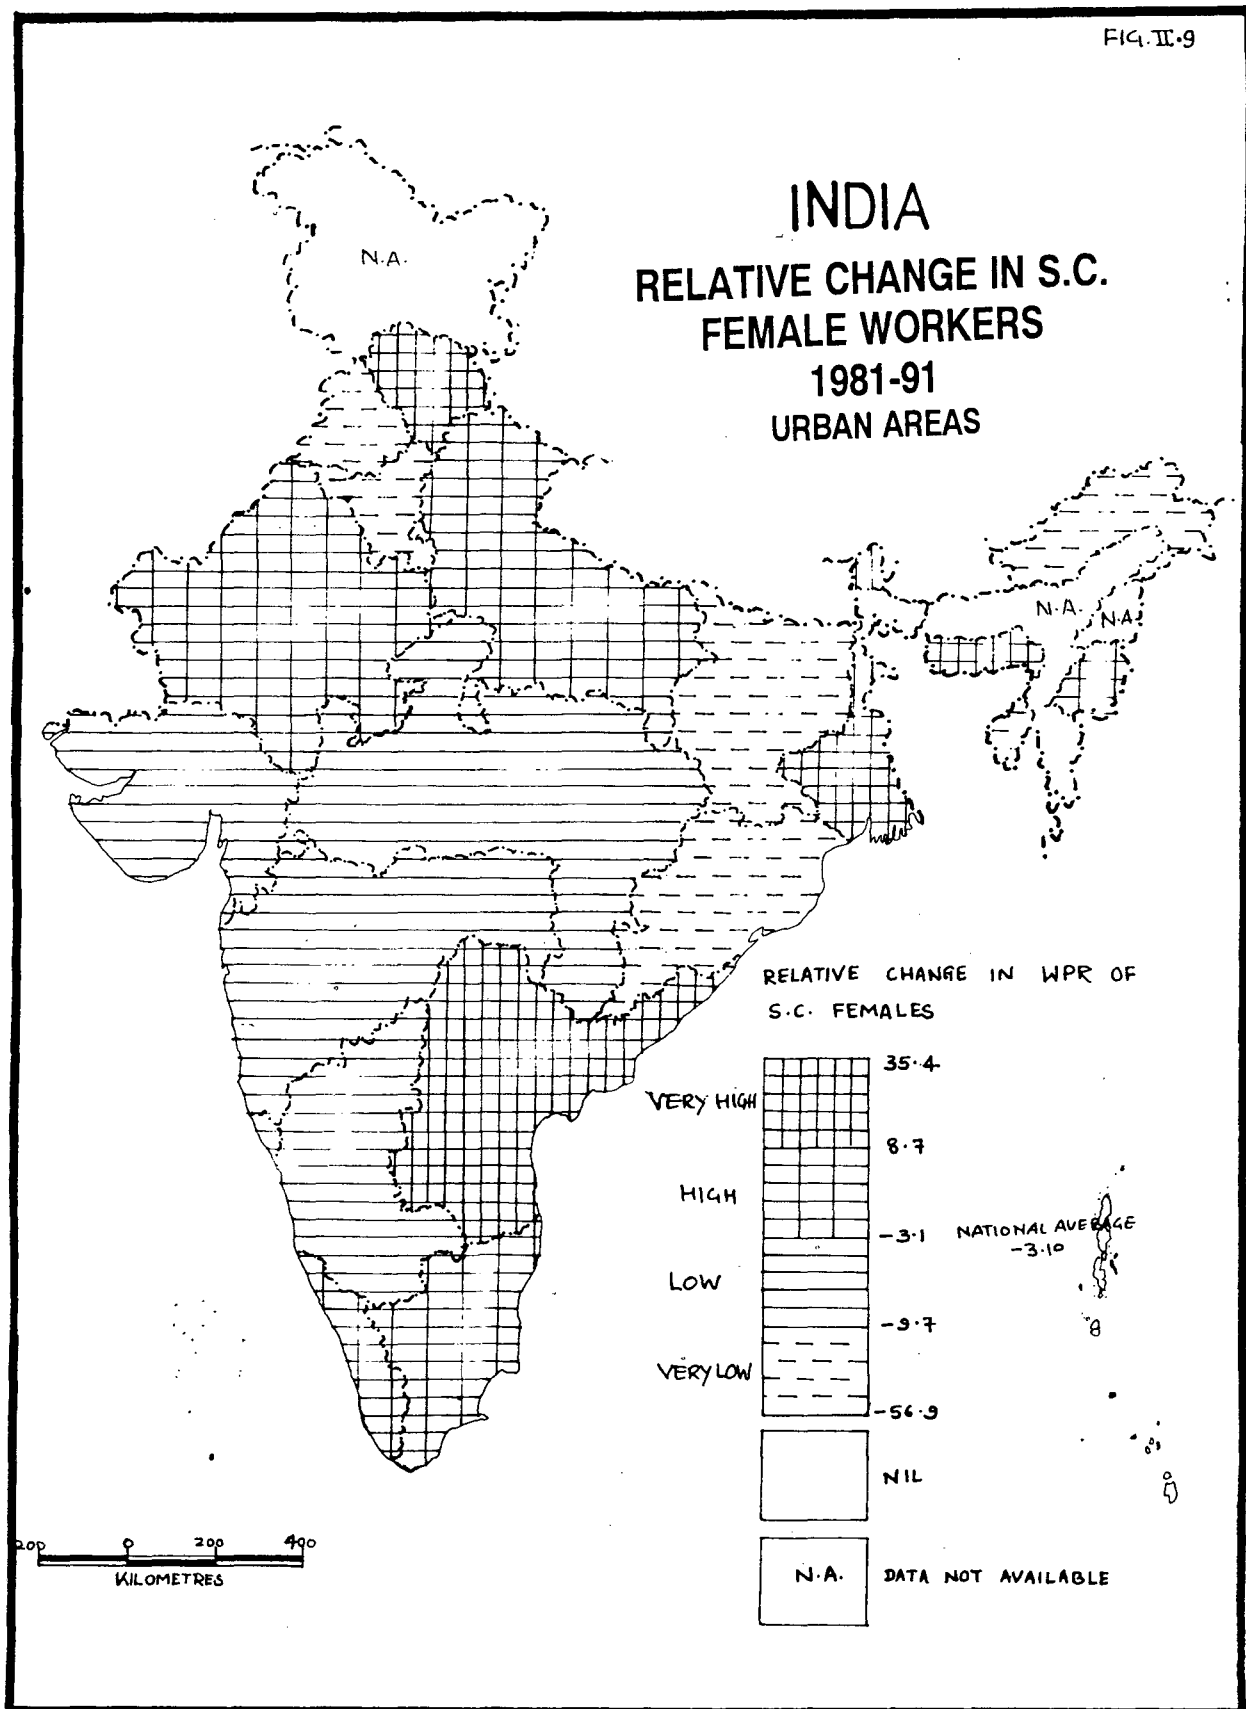 FIG. II.9
INDIA
RELATIVE CHANGE IN S.C.
FEMALE WORKERS
1981-91
URBAN AREAS
N.A.
N.A.
N.A.
RELATIVE CHANGE IN WPR OF
S.C. FEMALES
35.4
VERY HIGH
8.7
HIGH
-3.1
NATIONAL AVERAGE
-3.10
LOW
-9.7
VERY LOW
-56.9
NIL
N.A. DATA NOT AVAILABLE
200 0 200 400
KILOMETRES